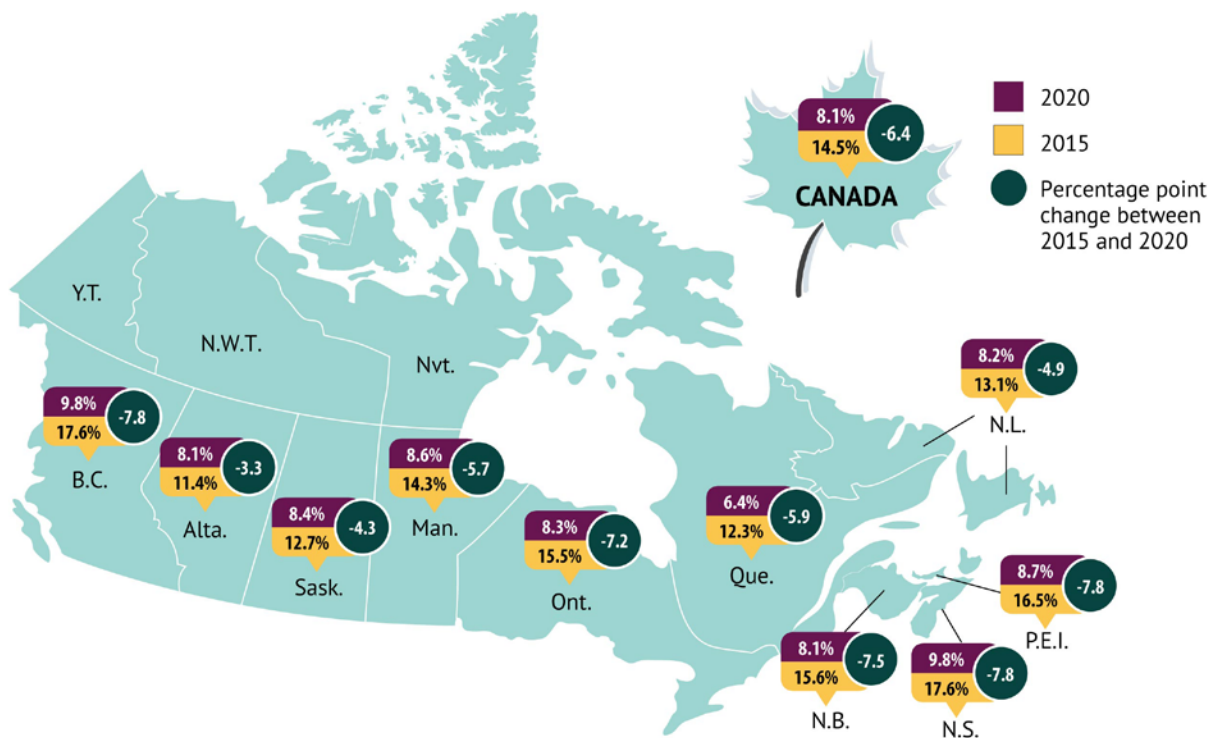 8.1%
-6.4
14.5%
CANADA
2020
2015
Percentage point
change between
2015 and 2020
Y.T.
N.W.T.
Nvt.
9.8%
-7.8
17.6%
B.C.
8.1%
-3.3
11.4%
Alta.
8.4%
-4.3
12.7%
Sask.
8.6%
-5.7
14.3%
Man.
8.3%
-7.2
15.5%
Ont.
6.4%
-5.9
12.3%
Que.
8.2%
-4.9
13.1%
N.L.
8.7%
-7.8
16.5%
P.E.I.
8.1%
-7.5
15.6%
N.B.
9.8%
-7.8
17.6%
N.S.